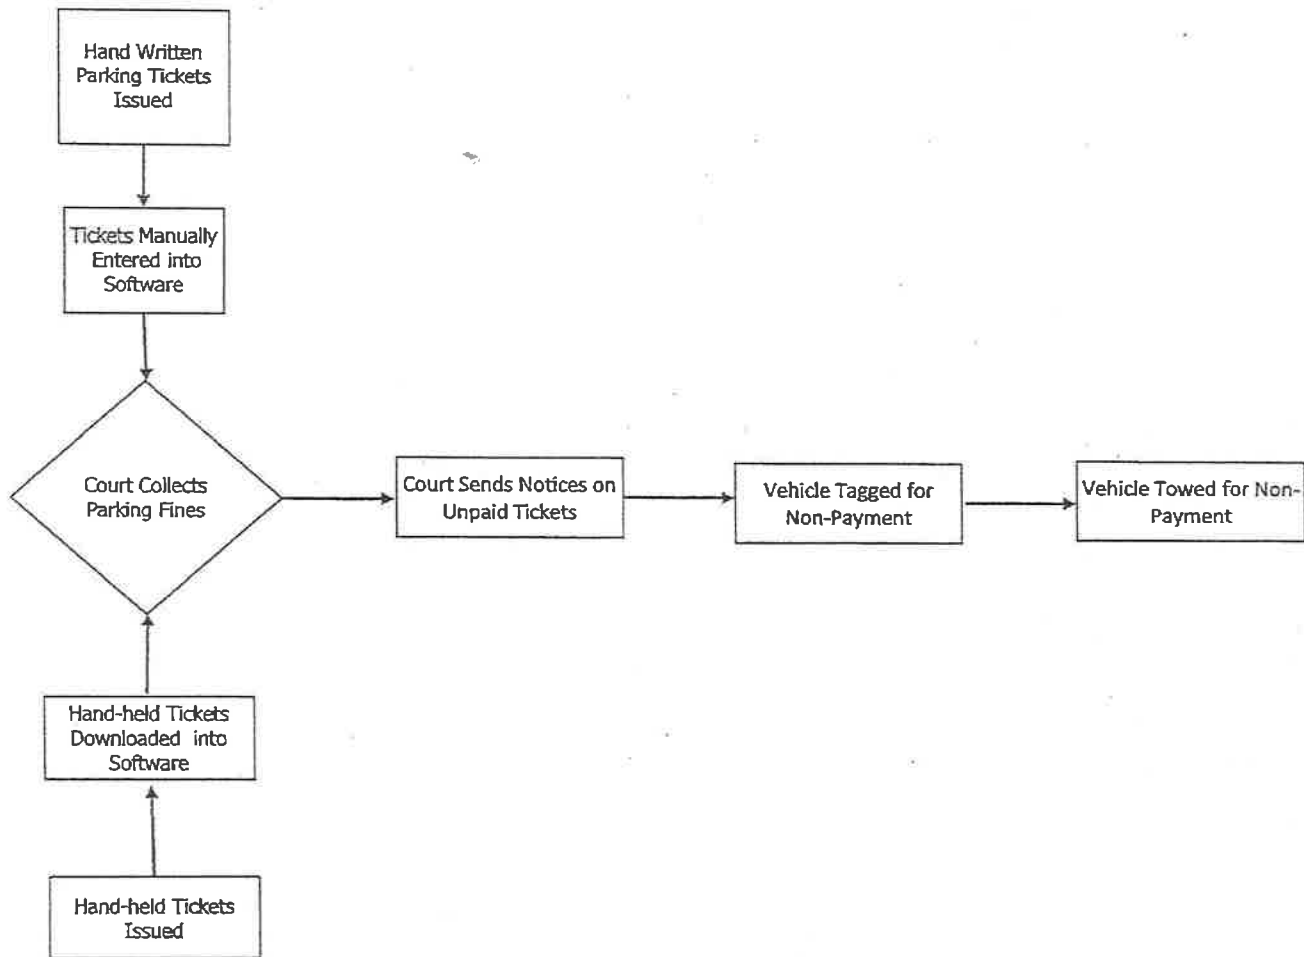 Hand Written
Parking Tickets
Issued
Tickets Manually
Entered into
Software
Court Collects
Parking Fines
Court Sends Notices on
Unpaid Tickets
Vehicle Tagged for
Non-Payment
Vehicle Towed for Non-
Payment
Hand-held Tickets
Downloaded into
Software
Hand-held Tickets
Issued